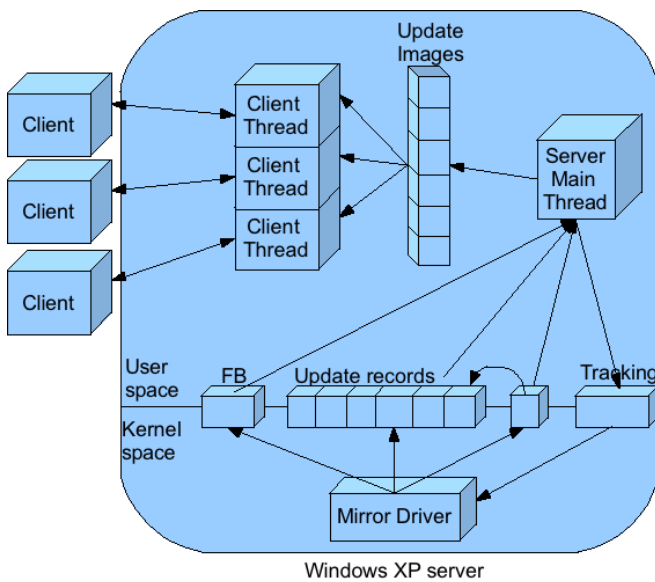 Update
Images
Client
Client
Client
Client
Thread
Client
Thread
Client
Thread
Server
Main
Thread
User
space
FB
Update records
Tracking
Kernel
space
Mirror Driver
Windows XP server